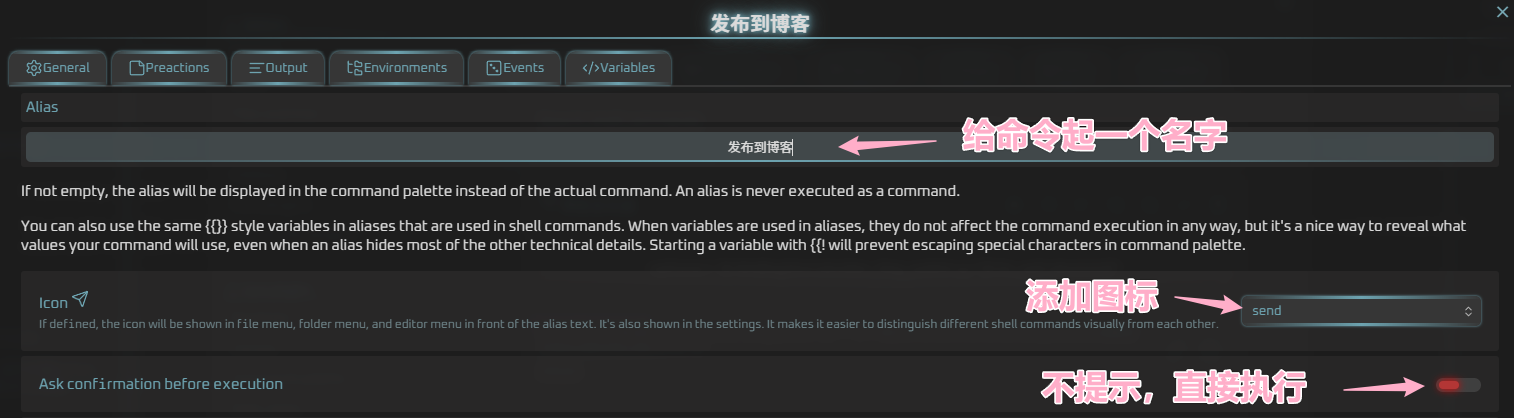 发布到博客
General
Preactions
Output
Environments
Events
Variables
Alias
发布到博客
给命令起一个名字
If not empty, the alias will be displayed in the command palette instead of the actual command. An alias is never executed as a command.
You can also use the same {{}} style variables in aliases that are used in shell commands. When variables are used in aliases, they do not affect the command execution in any way, but it's a nice way to reveal what
values your command will use, even when an alias hides most of the other technical details. Starting a variable with {{! will prevent escaping special characters in command palette.
Icon
添加图标
send
If defined, the icon will be shown in file menu, folder menu, and editor menu in front of the alias text. It's also shown in the settings. It makes it easier to distinguish different shell commands visually from each other.
Ask confirmation before execution
不提示，直接执行